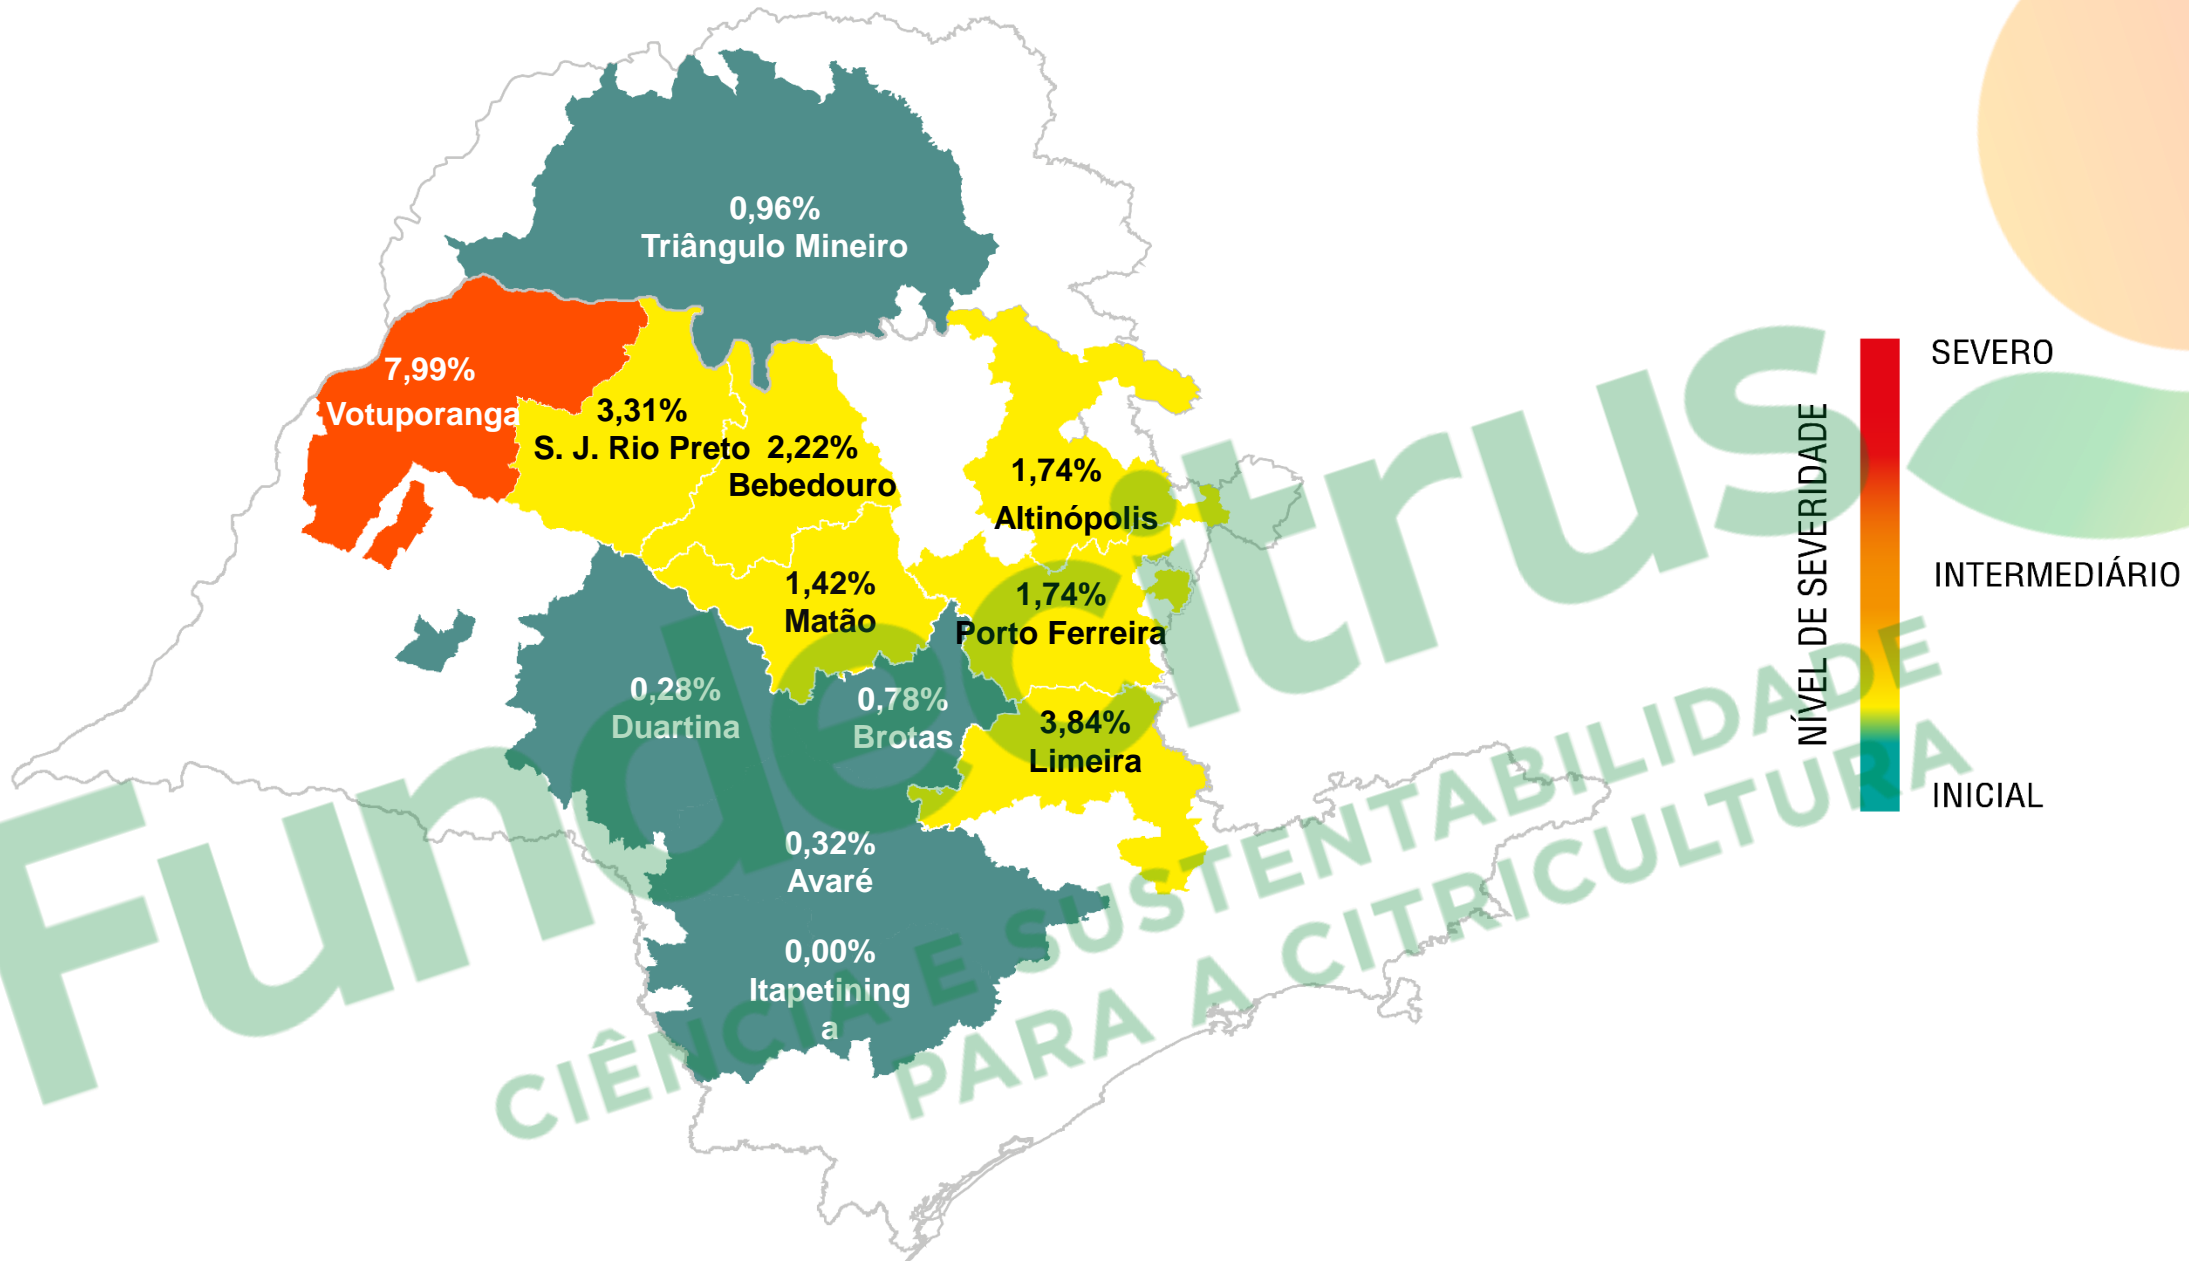 0,96%
Triângulo Mineiro
7,99%
Votuporanga
3,31%
S. J. Rio Preto
2,22%
Bebedouro
1,74%
Altinópolis
1,42%
Matão
1,74%
Porto Ferreira
0,28%
Duartina
0,78%
Brotas
3,84%
Limeira
0,32%
Avaré
0,00%
Itapetining
a
NÍVEL DE SEVERIDADE
SEVERO
INTERMEDIÁRIO
INICIAL
Fundecitrus
CIÊNCIA E SUSTENTABILIDADE
PARA A CITRICULTURA